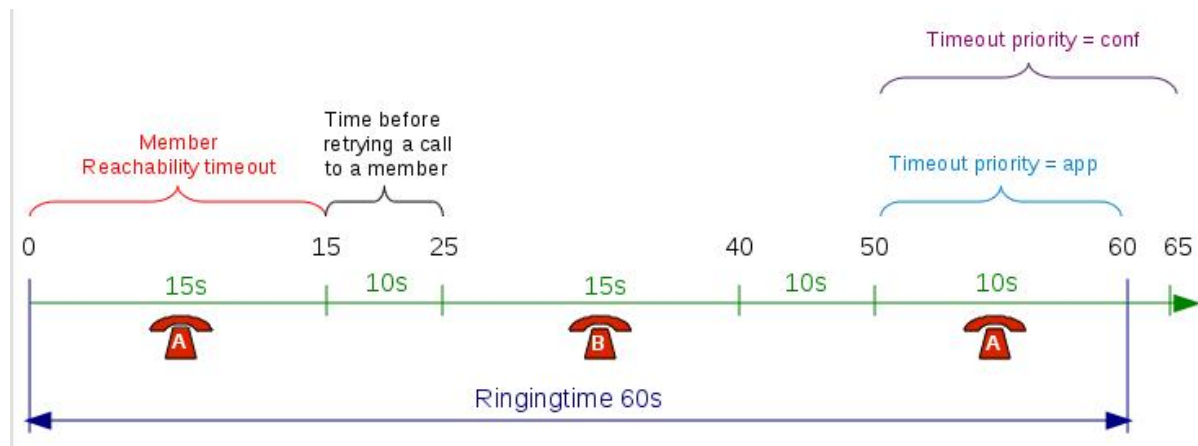 Timeout priority = conf
Time before
retrying a call
to a member
Member
Reachability timeout
Timeout priority = app
0 15 25 40 50 60 65
15s 10s 15s 10s 10s
A B A
Ringingtime 60s